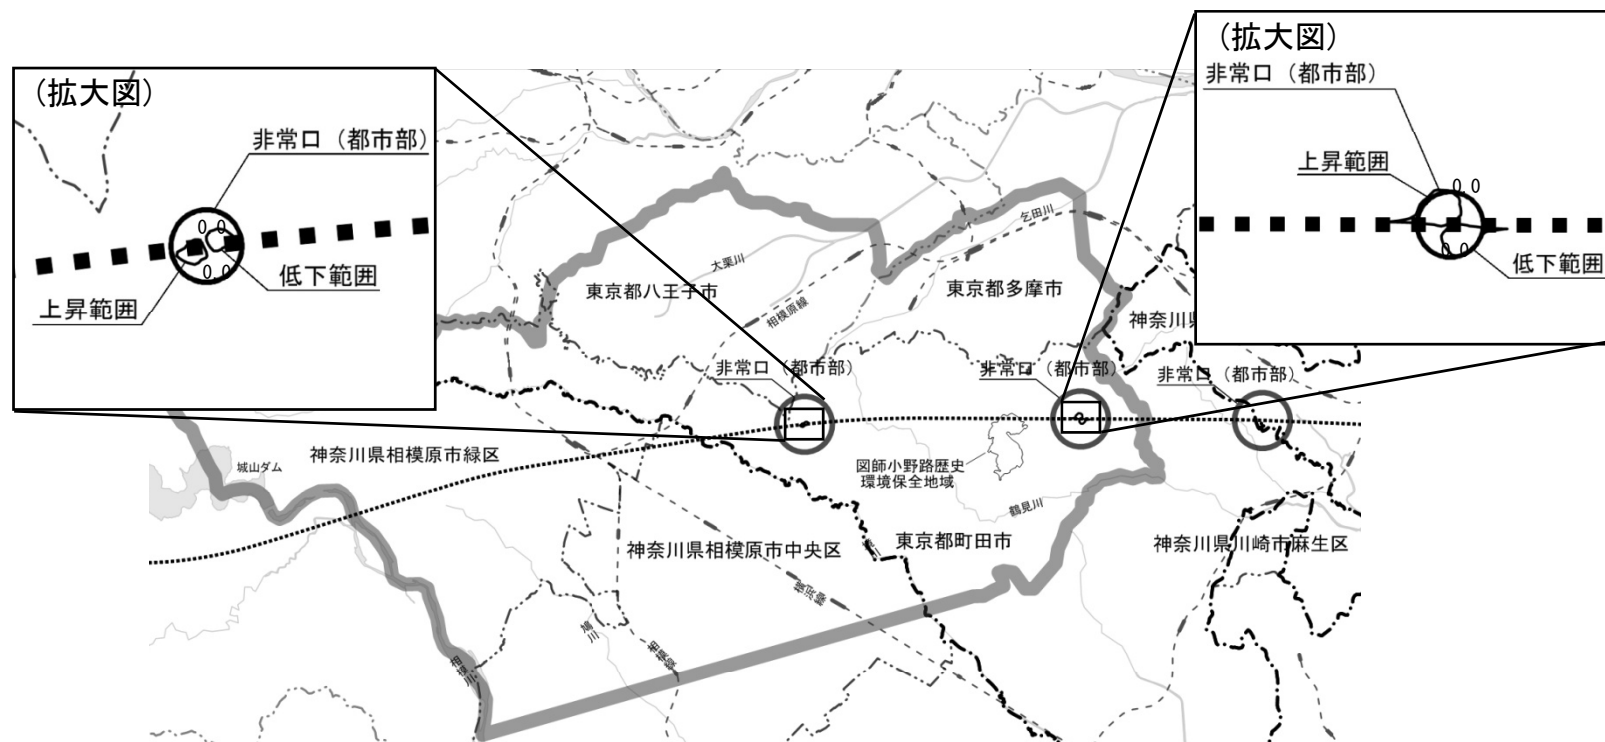 (拡大図)
非常口（都市部）
0.0
0.0
低下範囲
上昇範囲
(拡大図)
非常口（都市部）
上昇範囲
0.0
0.0
低下範囲
乞田川
大栗川
東京都八王子市
東京都多摩市
相模原線
神奈川県
非常口（都市部）
非常口（都市部）
非常口（都市部）
神奈川県相模原市緑区
城山ダム
図師小野路歴史
環境保全地域
鶴見川
神奈川県相模原市中央区
東京都町田市
神奈川県川崎市麻生区
横浜線
鳩川
相模線
相模川